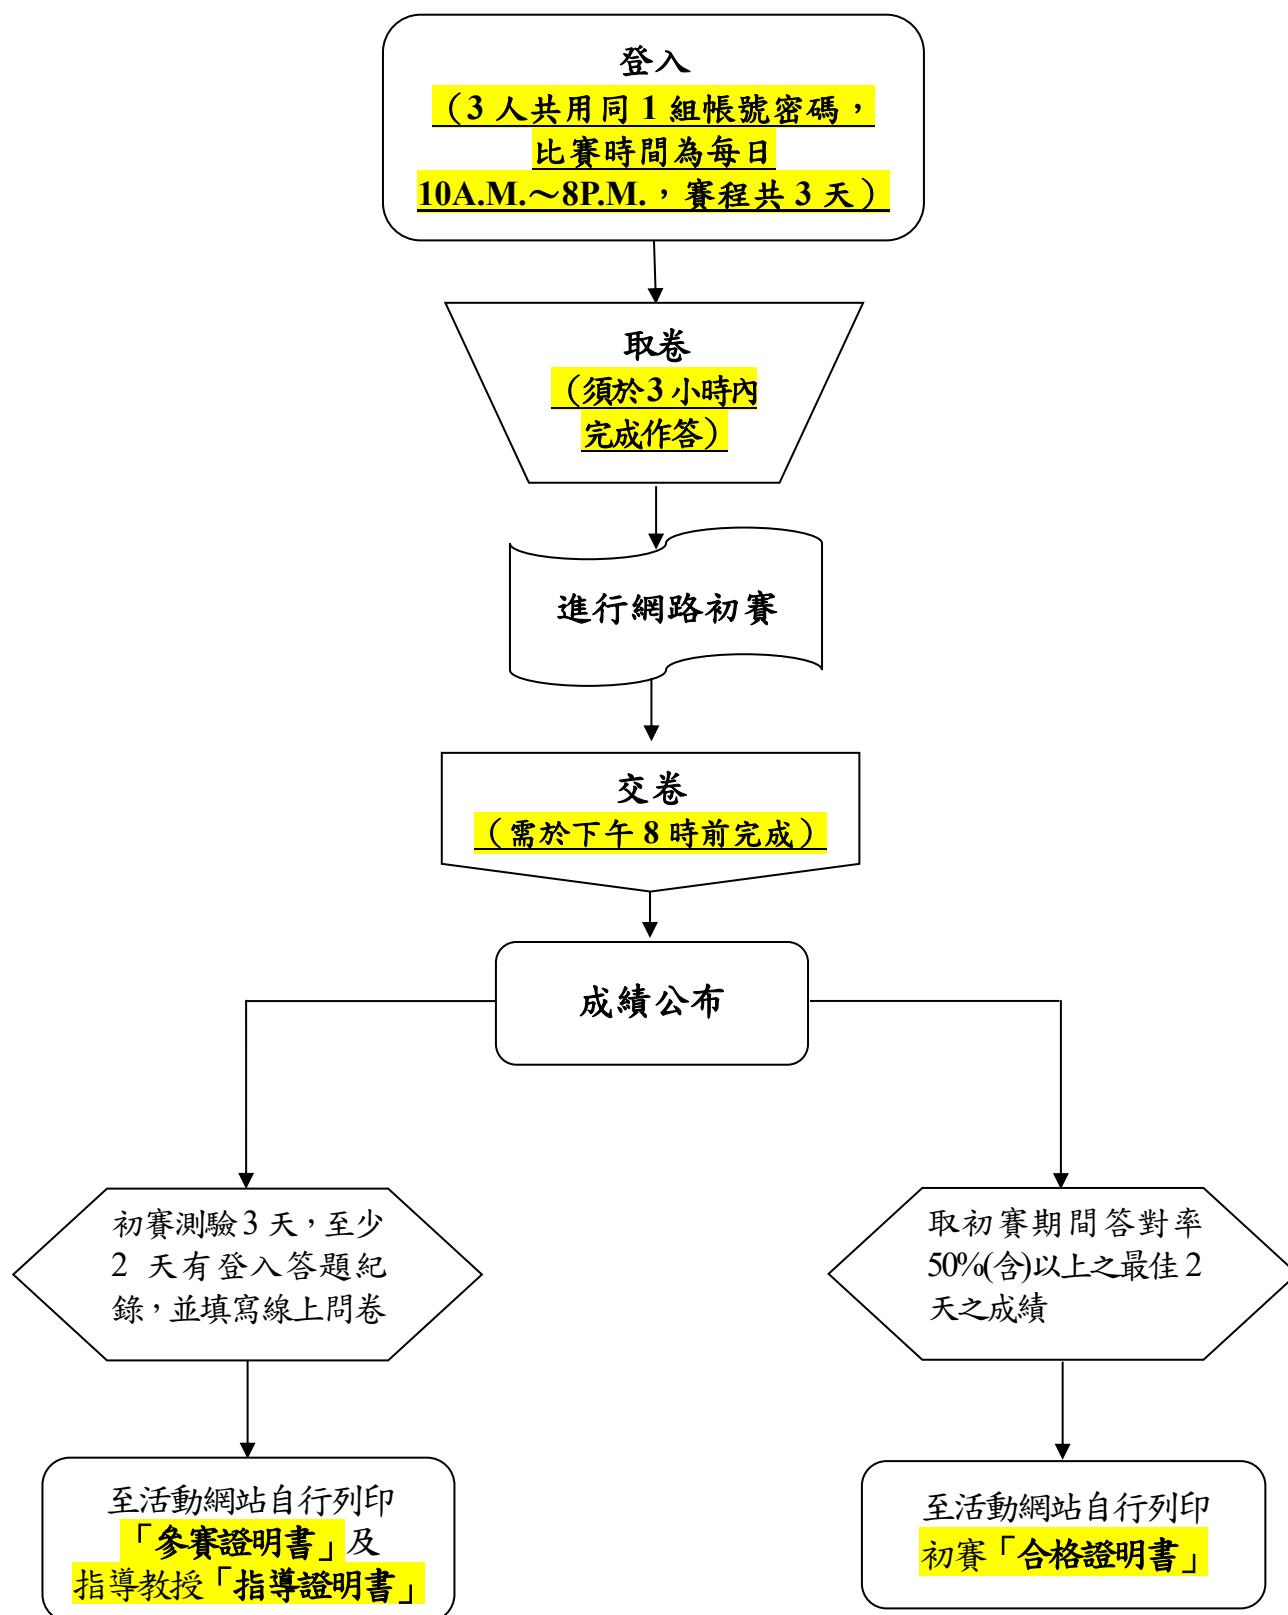 登入
（3 人共用同 1 組帳號密碼，
比賽時間為每日
10A.M.～8P.M.，賽程共 3 天）
取卷
（須於3 小時內
完成作答）
進行網路初賽
交卷
（需於下午 8 時前完成）
成績公布
初賽測驗 3 天，至少
2 天有登入答題紀
錄，並填寫線上問卷
取初賽期間答對率
50%(含)以上之最佳 2
天之成績
至活動網站自行列印
「參賽證明書」及
指導教授「指導證明書」
至活動網站自行列印
初賽「合格證明書」